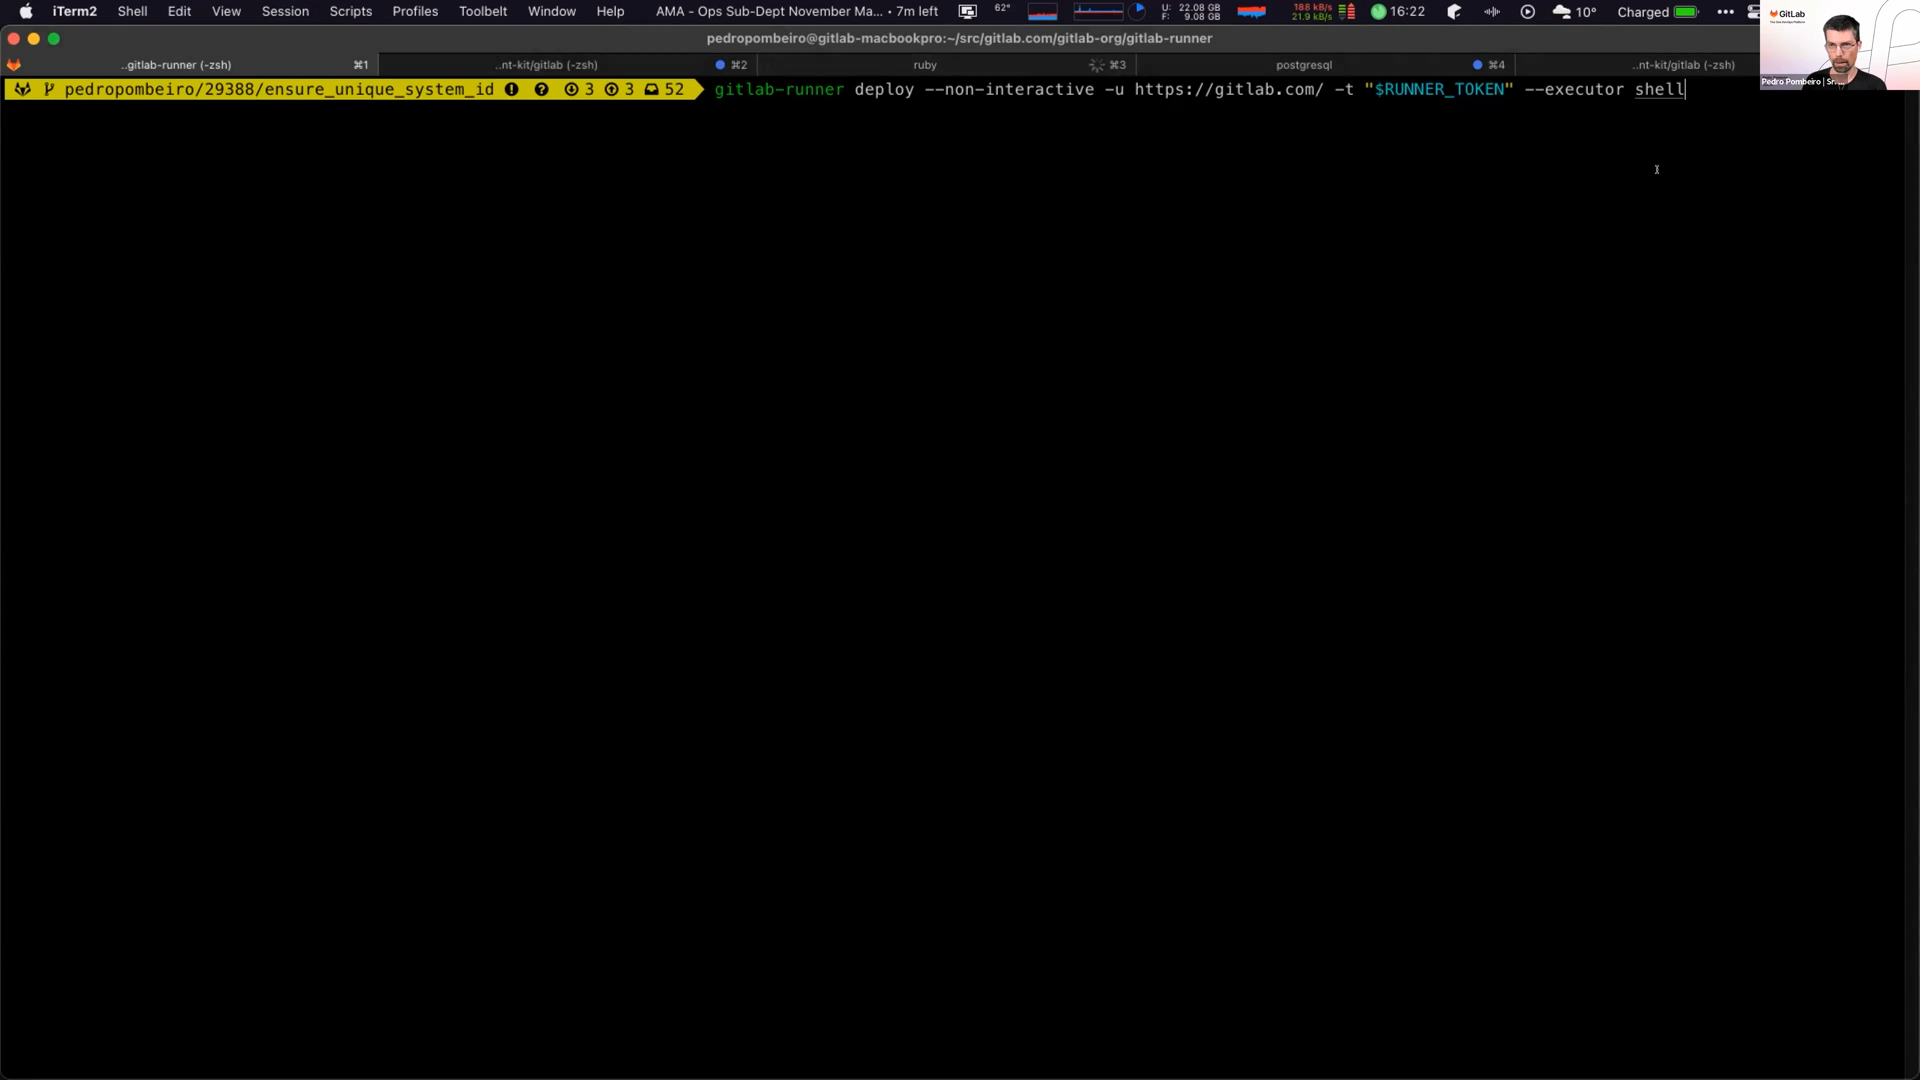 iTerm2 Shell Edit View Session Scripts Profiles Toolbelt Window Help AMA - Ops Sub-Dept November Ma... • 7m left 62° U: 22.08 GB F: 9.08 GB 188 kB/s 21.9 kB/s 16:22 10° Charged
GitLab
pedropombeiro@gitlab-macbookpro:~/src/gitlab.com/gitlab-org/gitlab-runner
..gitlab-runner (-zsh) ⌘1 ..nt-kit/gitlab (-zsh) ⌘2 ruby ⌘3 postgresql ⌘4 ..nt-kit/gitlab (-zsh)
Pedro Pombeiro | Sr...
pedropombeiro/29388/ensure_unique_system_id 3 3 52 gitlab-runner deploy --non-interactive -u https://gitlab.com/ -t "$RUNNER_TOKEN" --executor shell